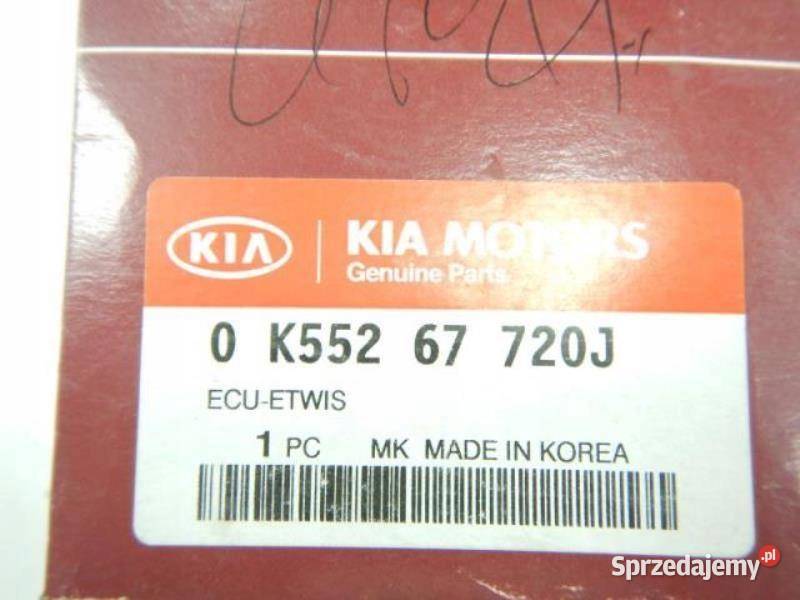 KIA
KIA MOTORS
Genuine Parts
0 K552 67 720J
ECU-ETWIS
1 PC MK MADE IN KOREA
Sprzedajemy.pl